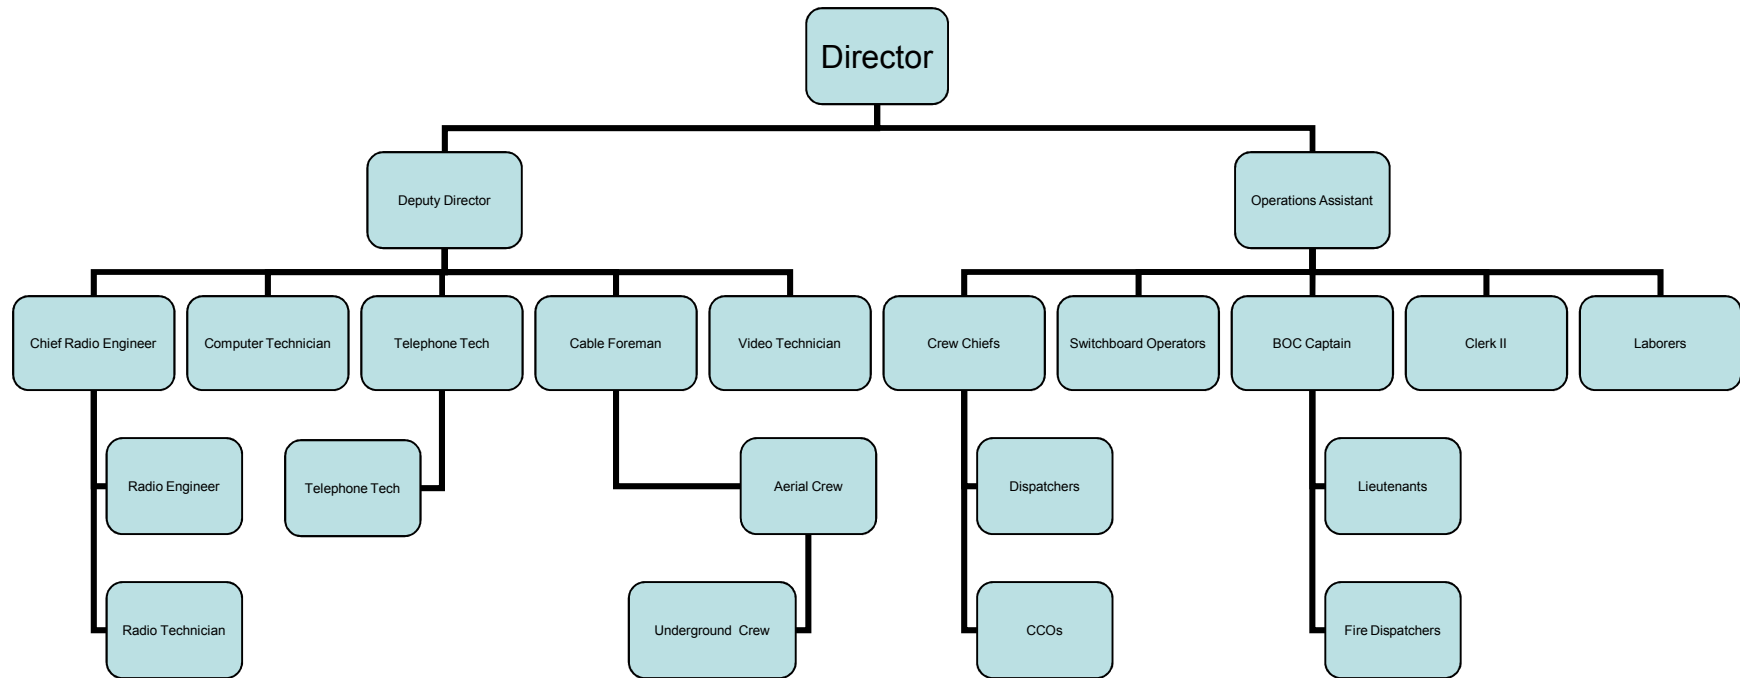 Director
Deputy Director
Operations Assistant
Chief Radio Engineer
Computer Technician
Telephone Tech
Cable Foreman
Video Technician
Crew Chiefs
Switchboard Operators
BOC Captain
Clerk II
Laborers
Radio Engineer
Telephone Tech
Aerial Crew
Dispatchers
Lieutenants
Radio Technician
Underground Crew
CCOs
Fire Dispatchers